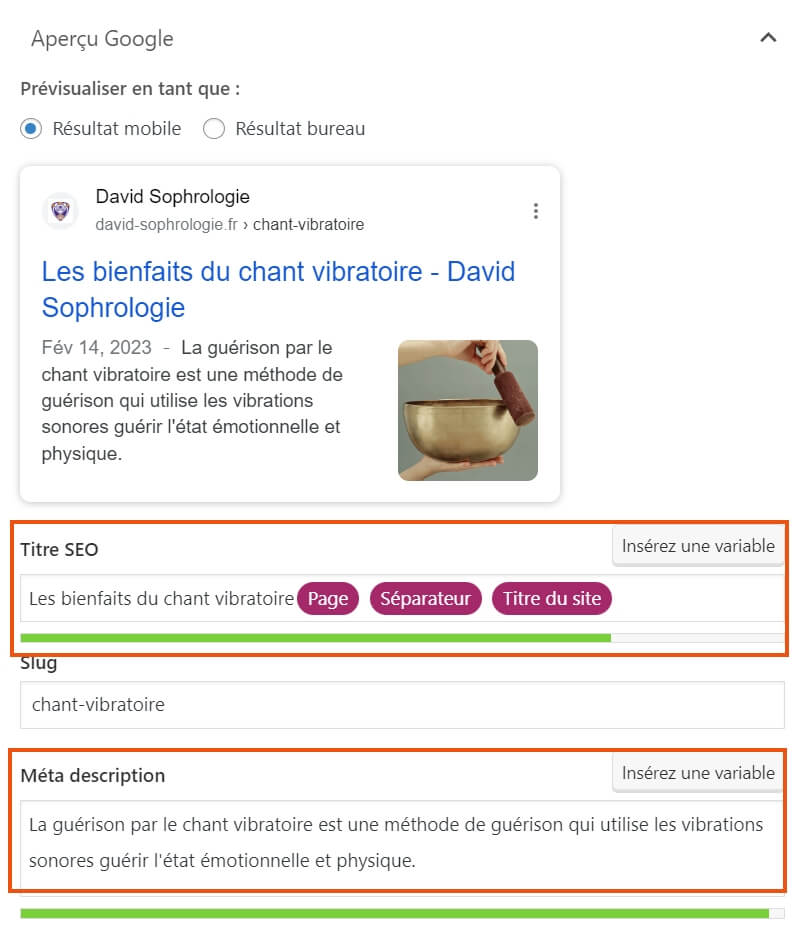 Aperçu Google
Prévisualiser en tant que :
Résultat mobile Résultat bureau
David Sophrologie
david-sophrologie.fr › chant-vibratoire
Les bienfaits du chant vibratoire - David
Sophrologie
Fév 14, 2023 - La guérison par le
chant vibratoire est une méthode de
guérison qui utilise les vibrations
sonores guérir l'état émotionnelle et
physique.
Titre SEO Insérez une variable
Les bienfaits du chant vibratoire Page Séparateur Titre du site
Slug
chant-vibratoire
Méta description Insérez une variable
La guérison par le chant vibratoire est une méthode de guérison qui utilise les vibrations
sonores guérir l'état émotionnelle et physique.